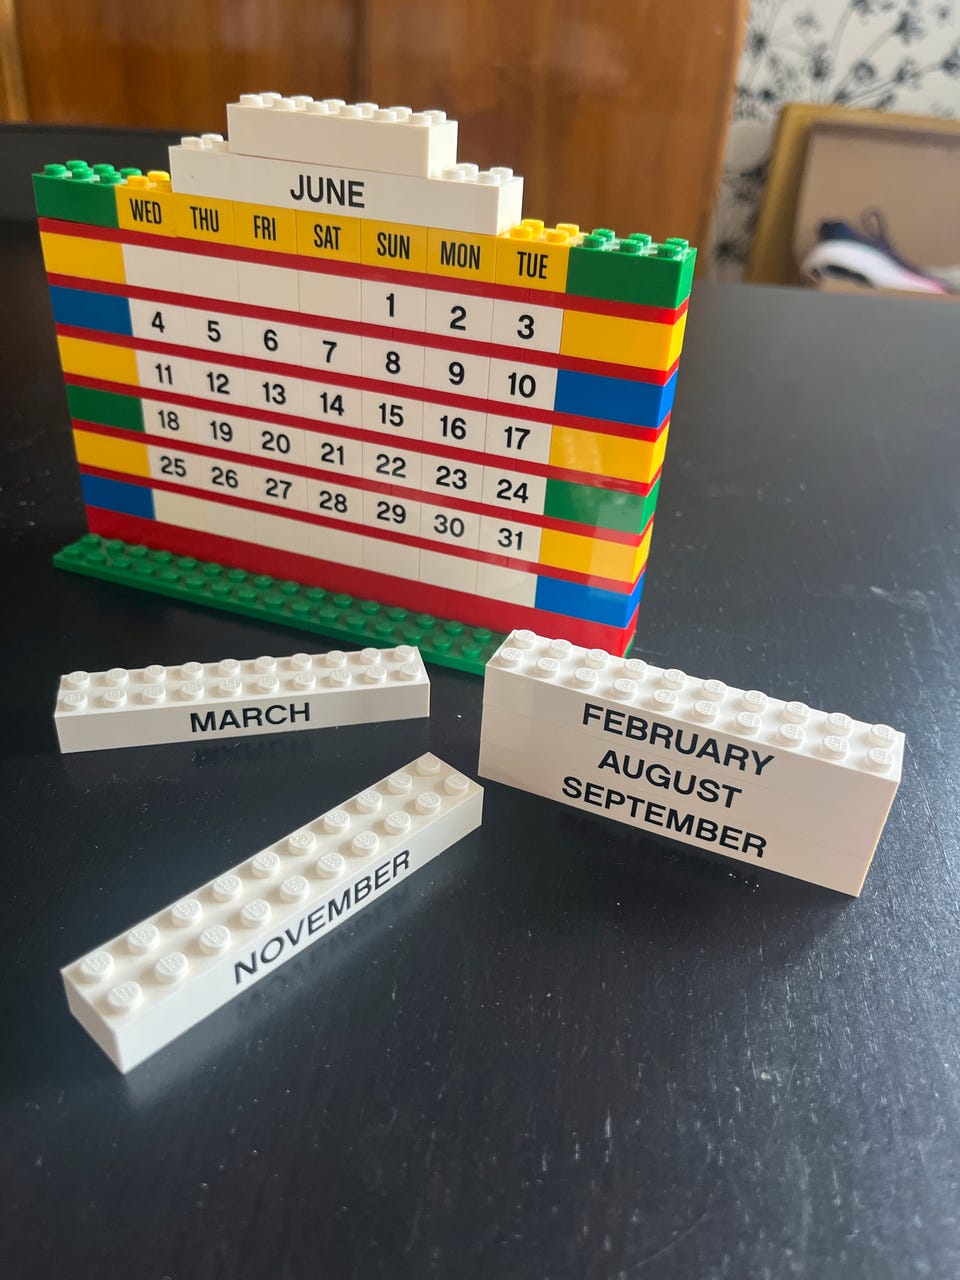 JUNE
WED THU FRI SAT SUN MON TUE
1 2 3
4 5 6 7 8 9 10
11 12 13 14 15 16 17
18 19 20 21 22 23 24
25 26 27 28 29 30 31
MARCH
FEBRUARY
AUGUST
SEPTEMBER
NOVEMBER